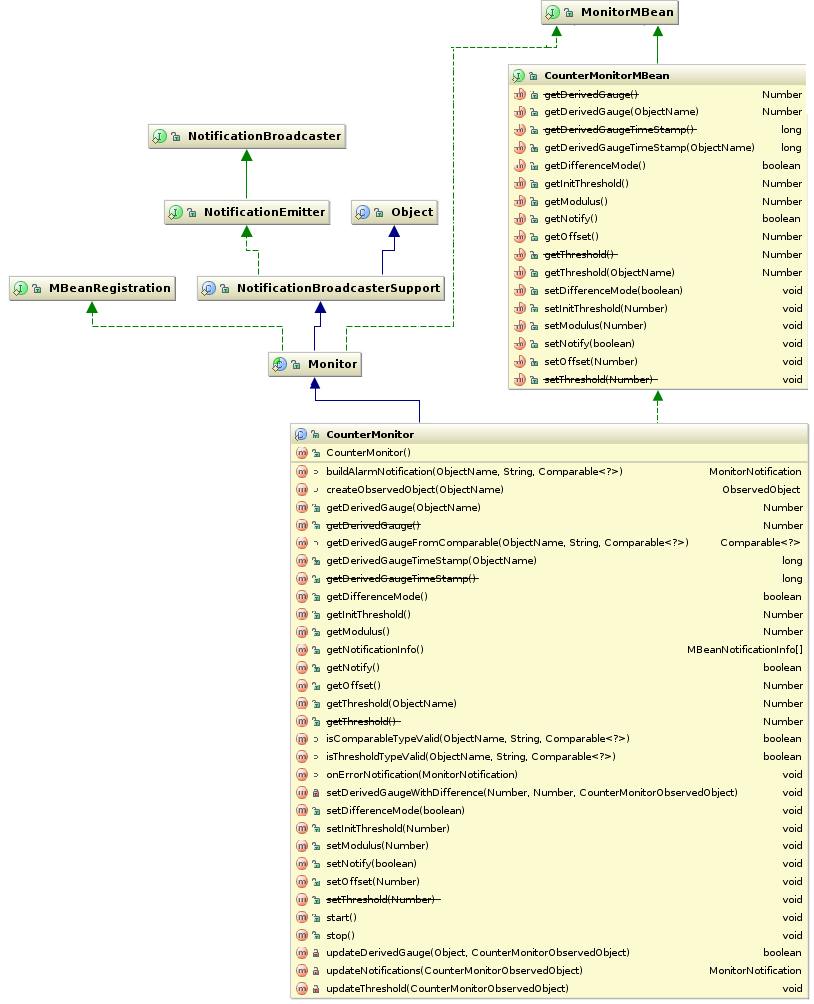 MonitorMBean
CounterMonitorMBean
getDerivedGauge() Number
getDerivedGauge(ObjectName) Number
getDerivedGaugeTimeStamp() long
getDerivedGaugeTimeStamp(ObjectName) long
getDifferenceMode() boolean
getInitThreshold() Number
getModulus() Number
getNotify() boolean
getOffset() Number
getThreshold() Number
getThreshold(ObjectName) Number
setDifferenceMode(boolean) void
setInitThreshold(Number) void
setModulus(Number) void
setNotify(boolean) void
setOffset(Number) void
setThreshold(Number) void
NotificationBroadcaster
NotificationEmitter
Object
MBeanRegistration
NotificationBroadcasterSupport
Monitor
CounterMonitor
CounterMonitor()
buildAlarmNotification(ObjectName, String, Comparable<?>) MonitorNotification
createObservedObject(ObjectName) ObservedObject
getDerivedGauge(ObjectName) Number
getDerivedGauge() Number
getDerivedGaugeFromComparable(ObjectName, String, Comparable<?>) Comparable<?>
getDerivedGaugeTimeStamp(ObjectName) long
getDerivedGaugeTimeStamp() long
getDifferenceMode() boolean
getInitThreshold() Number
getModulus() Number
getNotificationInfo() MBeanNotificationInfo[]
getNotify() boolean
getOffset() Number
getThreshold(ObjectName) Number
getThreshold() Number
isComparableTypeValid(ObjectName, String, Comparable<?>) boolean
isThresholdTypeValid(ObjectName, String, Comparable<?>) boolean
onErrorNotification(MonitorNotification) void
setDerivedGaugeWithDifference(Number, Number, CounterMonitorObservedObject) void
setDifferenceMode(boolean) void
setInitThreshold(Number) void
setModulus(Number) void
setNotify(boolean) void
setOffset(Number) void
setThreshold(Number) void
start() void
stop() void
updateDerivedGauge(Object, CounterMonitorObservedObject) boolean
updateNotifications(CounterMonitorObservedObject) MonitorNotification
updateThreshold(CounterMonitorObservedObject) void